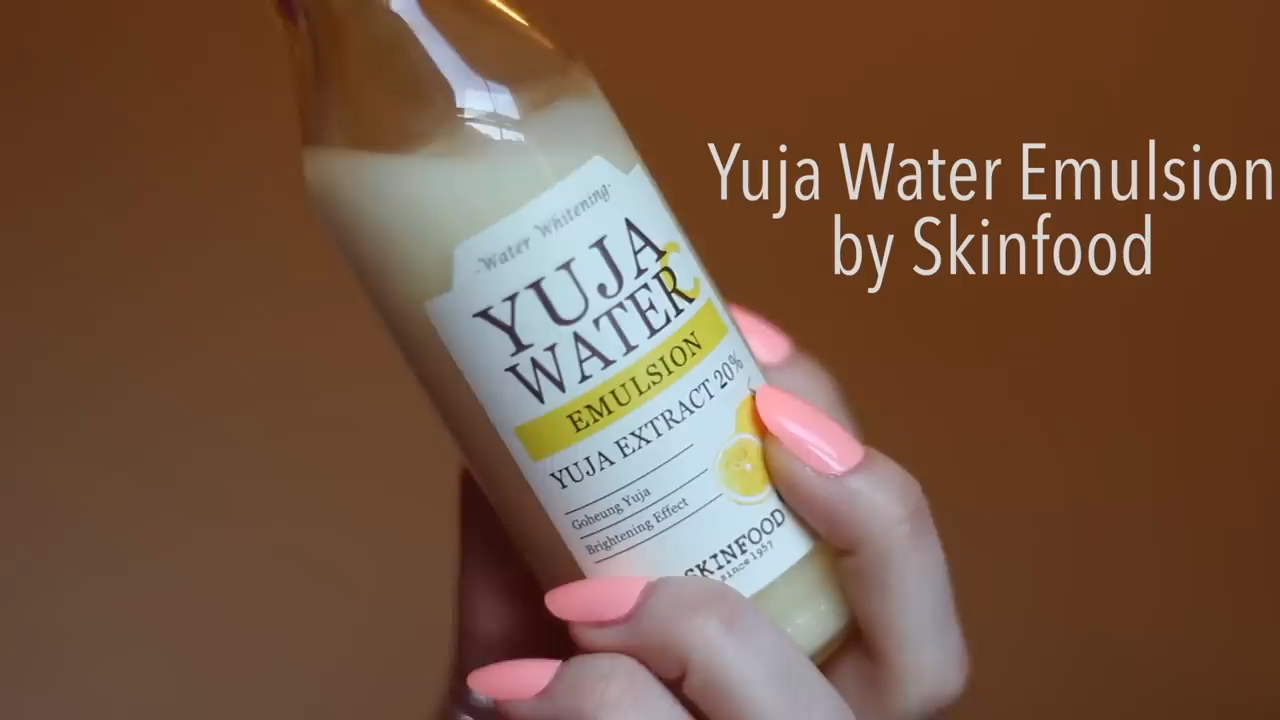 Yuja Water Emulsion
by Skinfood
·Water Whitening·
YUJA
WATER C
EMULSION
YUJA EXTRACT 20%
Goheung Yuja
Brightening Effect
SKINFOOD
since 1957